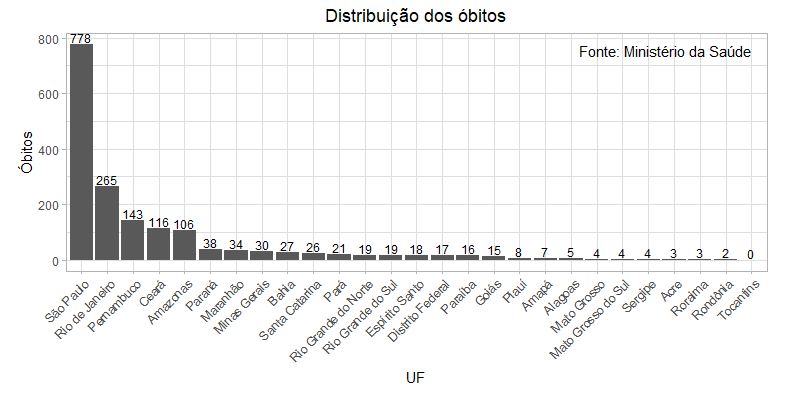 Distribuição dos óbitos
Fonte: Ministério da Saúde
Óbitos
800
600
400
200
0
778
265
143
116
106
38
34
30
27
26
21
19
19
18
17
16
15
8
7
5
4
4
4
3
3
2
0
São Paulo
Rio de Janeiro
Pernambuco
Ceará
Amazonas
Paraná
Maranhão
Minas Gerais
Bahia
Santa Catarina
Pará
Rio Grande do Norte
Rio Grande do Sul
Espírito Santo
Distrito Federal
Paraíba
Goiás
Piauí
Amapá
Alagoas
Mato Grosso
Mato Grosso do Sul
Sergipe
Acre
Roraima
Rondônia
Tocantins
UF